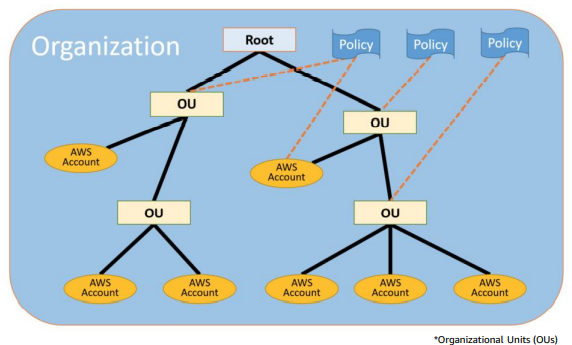 Organization
Root
Policy
Policy
Policy
OU
OU
AWS
Account
AWS
Account
OU
OU
AWS
Account
AWS
Account
AWS
Account
AWS
Account
AWS
Account
*Organizational Units (OUs)